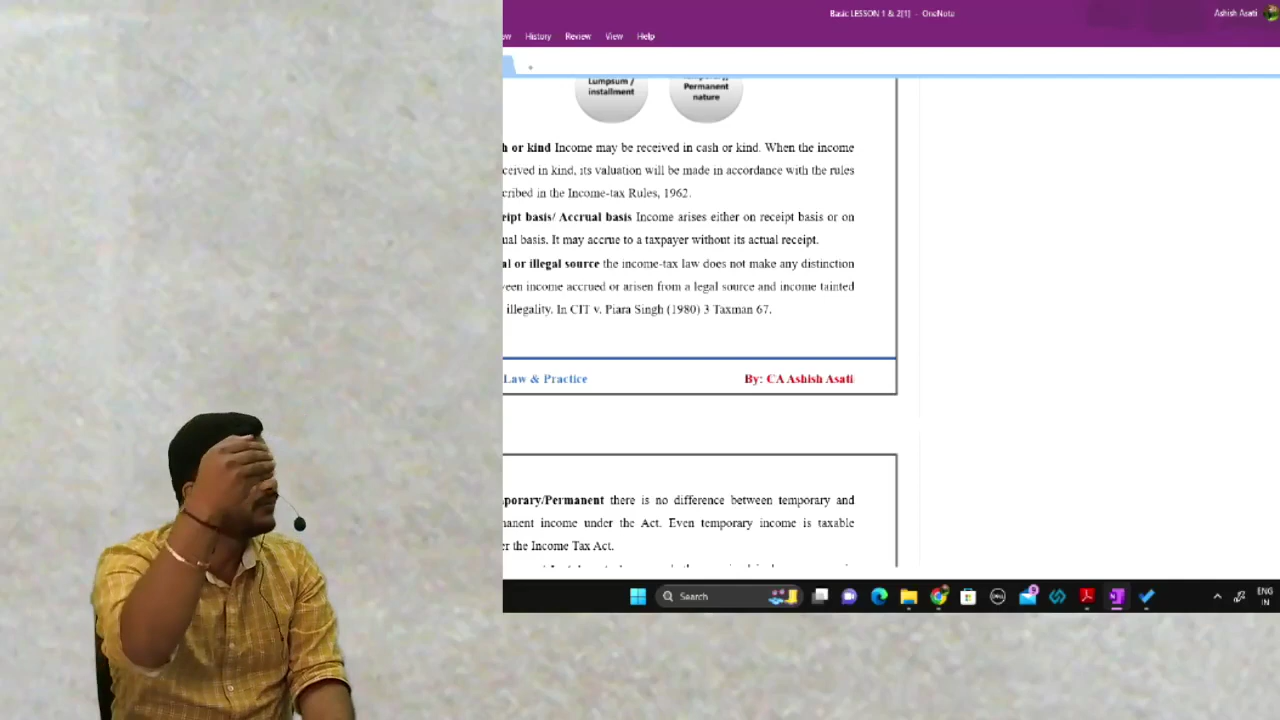 Basic LESSON 1 & 2[1] - OneNote
Ashish Asati
History Review View Help
Lumpsum /
installment
Permanent
nature
h or kind Income may be received in cash or kind. When the income
ceived in kind, its valuation will be made in accordance with the rules
cribed in the Income-tax Rules, 1962.
eipt basis/ Accrual basis Income arises either on receipt basis or on
ual basis. It may accrue to a taxpayer without its actual receipt.
al or illegal source the income-tax law does not make any distinction
een income accrued or arisen from a legal source and income tainted
illegality. In CIT v. Piara Singh (1980) 3 Taxman 67.
Law & Practice
By: CA Ashish Asati
porary/Permanent there is no difference between temporary and
nanent income under the Act. Even temporary income is taxable
er the Income Tax Act.
Search
ENG
IN